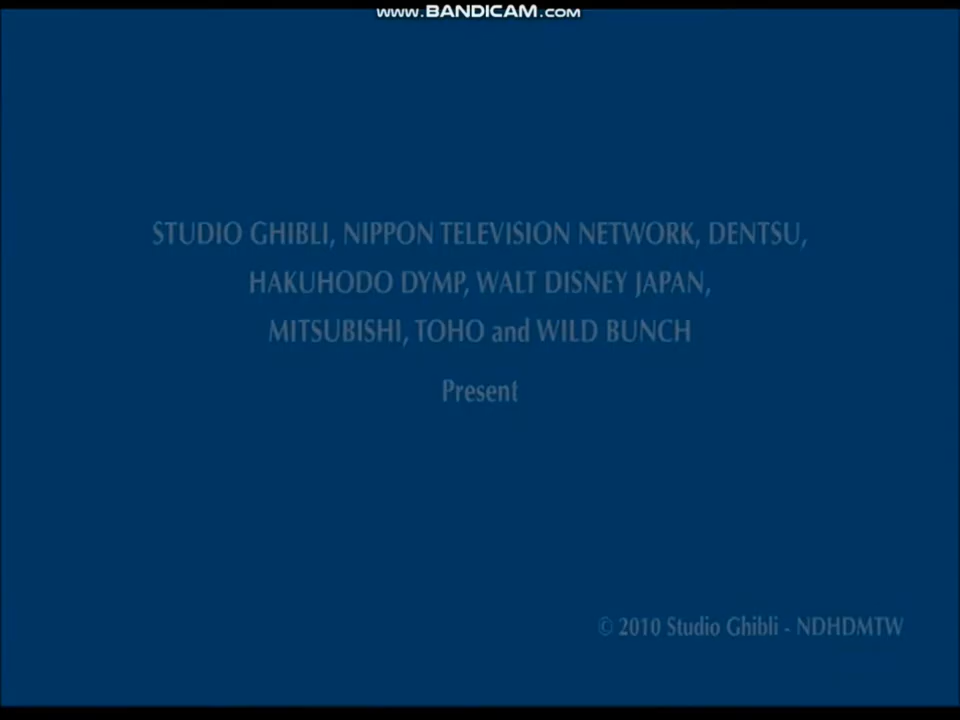 www.BANDICAM.com
STUDIO GHIBLI, NIPPON TELEVISION NETWORK, DENTSU,
HAKUHODO DYMP, WALT DISNEY JAPAN,
MITSUBISHI, TOHO and WILD BUNCH
Present
© 2010 Studio Ghibli - NDHDMTW